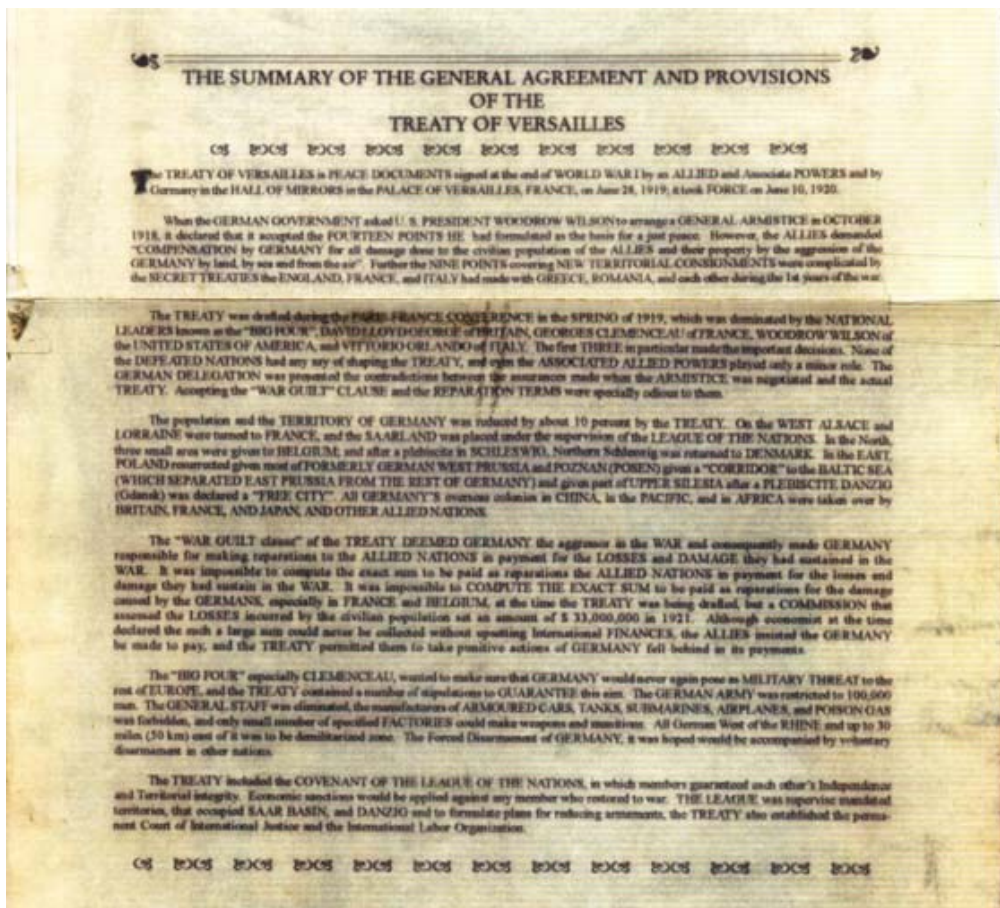 THE SUMMARY OF THE GENERAL AGREEMENT AND PROVISIONS
OF THE
TREATY OF VERSAILLES
The TREATY OF VERSAILLES is PEACE DOCUMENTS signed at the end of WORLD WAR I by an ALLIED and Associate POWERS and by
Germany in the HALL OF MIRRORS in the PALACE OF VERSAILLES, FRANCE, on June 28, 1919; it took FORCE on June 10, 1920.
When the GERMAN GOVERNMENT asked U. S. PRESIDENT WOODROW WILSON to arrange a GENERAL ARMISTICE in OCTOBER
1918, it declared that it accepted the FOURTEEN POINTS HE had formulated as the basis for a just peace. However, the ALLIES demanded
"COMPENSATION by GERMANY for all damage done to the civilian population of the ALLIES and their property by the aggression of the
GERMANY by land, by sea and from the air". Further the NINE POINTS covering NEW TERRITORIAL CONSIGNMENTS were complicated by
the SECRET TREATIES the ENGLAND, FRANCE, and ITALY had made with GREECE, ROMANIA, and each other during the 1st years of the war.
The TREATY was drafted during the PARIS FRANCE CONFERENCE in the SPRING of 1919, which was dominated by the NATIONAL
LEADERS known as the "BIG FOUR", DAVID LLOYD GEORGE of BRITAIN, GEORGES CLEMENCEAU of FRANCE, WOODROW WILSON of
the UNITED STATES OF AMERICA, and VITTORIO ORLANDO of ITALY. The first THREE in particular made the important decisions. None of
the DEFEATED NATIONS had any say of shaping the TREATY, and even the ASSOCIATED ALLIED POWERS played only a minor role. The
GERMAN DELEGATION was presented the contradictions between the assurances made when the ARMISTICE was negotiated and the actual
TREATY. Accepting the "WAR GUILT" CLAUSE and the REPARATION TERMS were specially odious to them.
The population and the TERRITORY OF GERMANY was reduced by about 10 percent by the TREATY. On the WEST ALSACE and
LORRAINE were turned to FRANCE, and the SAARLAND was placed under the supervision of the LEAGUE OF THE NATIONS. In the North,
three small ares were given to BELGIUM; and after a plebiscite in SCHLESWIG, Northern Schleswig was returned to DENMARK. In the EAST,
POLAND resurrected given most of FORMERLY GERMAN WEST PRUSSIA and POZNAN (POSEN) given a "CORRIDOR" to the BALTIC SEA
(WHICH SEPARATED EAST PRUSSIA FROM THE REST OF GERMANY) and given part of UPPER SILESIA after a PLEBISCITE DANZIG
(Gdansk) was declared a "FREE CITY". All GERMANY'S overseas colonies in CHINA, in the PACIFIC, and in AFRICA were taken over by
BRITAIN, FRANCE, AND JAPAN, AND OTHER ALLIED NATIONS.
The "WAR GUILT clause" of the TREATY DEEMED GERMANY the aggressor in the WAR and consequently made GERMANY
responsible for making reparations to the ALLIED NATIONS in payment for the LOSSES and DAMAGE they had sustained in the
WAR. It was impossible to compute the exact sum to be paid as reparations the ALLIED NATIONS in payment for the losses and
damage they had sustain in the WAR. It was impossible to COMPUTE THE EXACT SUM to be paid as reparations for the damage
caused by the GERMANS, especially in FRANCE and BELGIUM, at the time the TREATY was being drafted, but a COMMISSION that
assessed the LOSSES incurred by the civilian population set an amount of $ 33,000,000 in 1921. Although economist at the time
declared the such a large sum could never be collected without upsetting International FINANCES, the ALLIES insisted the GERMANY
be made to pay, and the TREATY permitted them to take punitive actions of GERMANY fell behind in its payments.
The "BIG FOUR" especially CLEMENCEAU, wanted to make sure that GERMANY would never again pose as MILITARY THREAT to the
rest of EUROPE, and the TREATY contained a number of stipulations to GUARANTEE this aim. The GERMAN ARMY was restricted to 100,000
man. The GENERAL STAFF was eliminated, the manufacturers of ARMOURED CARS, TANKS, SUBMARINES, AIRPLANES, and POISON GAS
was forbidden, and only small number of specified FACTORIES could make weapons and munitions. All German West of the RHINE and up to 30
miles (50 km) east of it was to be demilitarized zone. The Forced Disarmament of GERMANY, it was hoped would be accompanied by voluntary
disarmament in other nations.
The TREATY included the COVENANT OF THE LEAGUE OF THE NATIONS, in which members guaranteed each other's Independence
and Territorial integrity. Economic sanctions would be applied against any member who restored to war. THE LEAGUE was supervise mandated
territories, that occupied SAAR BASIN, and DANZIG and to formulate plans for reducing armements, the TREATY also established the perma-
nent Court of International Justice and the International Labor Organization.